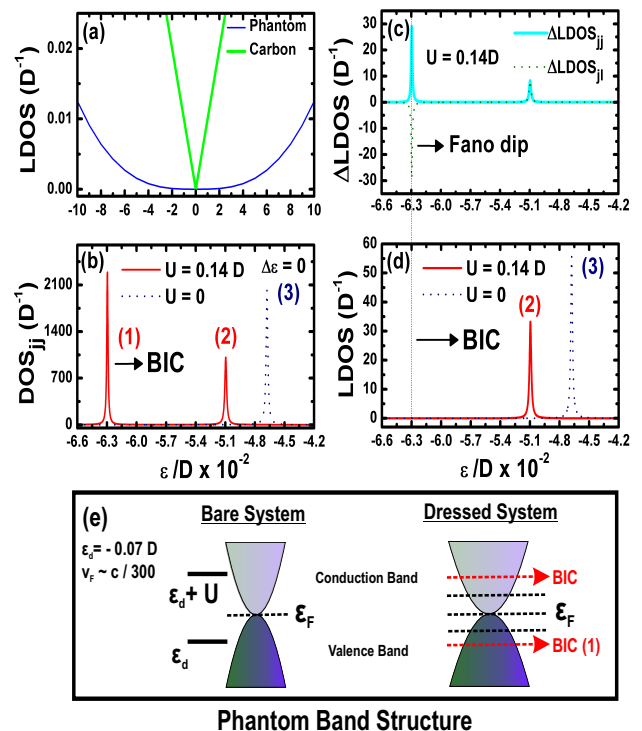 (a)
Phantom
Carbon
LDOS (D⁻¹)
0.02
0.01
0.00
-10 -8 -6 -4 -2 0 2 4 6 8 10
(c)
ΔLDOSjj
U = 0.14D
ΔLDOSjl
Fano dip
ΔLDOS (D⁻¹)
30
20
10
0
-10
-20
-30
-6.6 -6.3 -6.0 -5.7 -5.4 -5.1 -4.8 -4.5 -4.2
(b)
U = 0.14 D
Δε = 0
U = 0
(3)
(1)
(2)
BIC
DOSjj (D⁻¹)
2100
1400
700
0
-6.6 -6.3 -6.0 -5.7 -5.4 -5.1 -4.8 -4.5 -4.2
ε /D x 10⁻²
(d)
U = 0.14 D
U = 0
(3)
(2)
BIC
LDOS (D⁻¹)
60
50
40
30
20
10
0
-6.6 -6.3 -6.0 -5.7 -5.4 -5.1 -4.8 -4.5 -4.2
ε /D x 10⁻²
(e)
Bare System
Dressed System
εd= - 0.07 D
vF ~ c / 300
εd+ U
εF
εd
Conduction Band
Valence Band
BIC
εF
BIC (1)
Phantom Band Structure